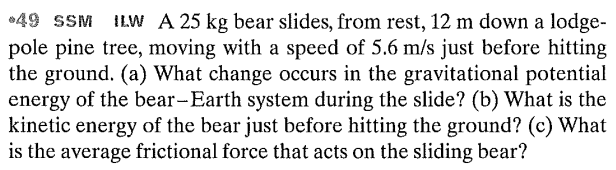 •49 SSM ILW A 25 kg bear slides, from rest, 12 m down a lodge-
pole pine tree, moving with a speed of 5.6 m/s just before hitting
the ground. (a) What change occurs in the gravitational potential
energy of the bear–Earth system during the slide? (b) What is the
kinetic energy of the bear just before hitting the ground? (c) What
is the average frictional force that acts on the sliding bear?